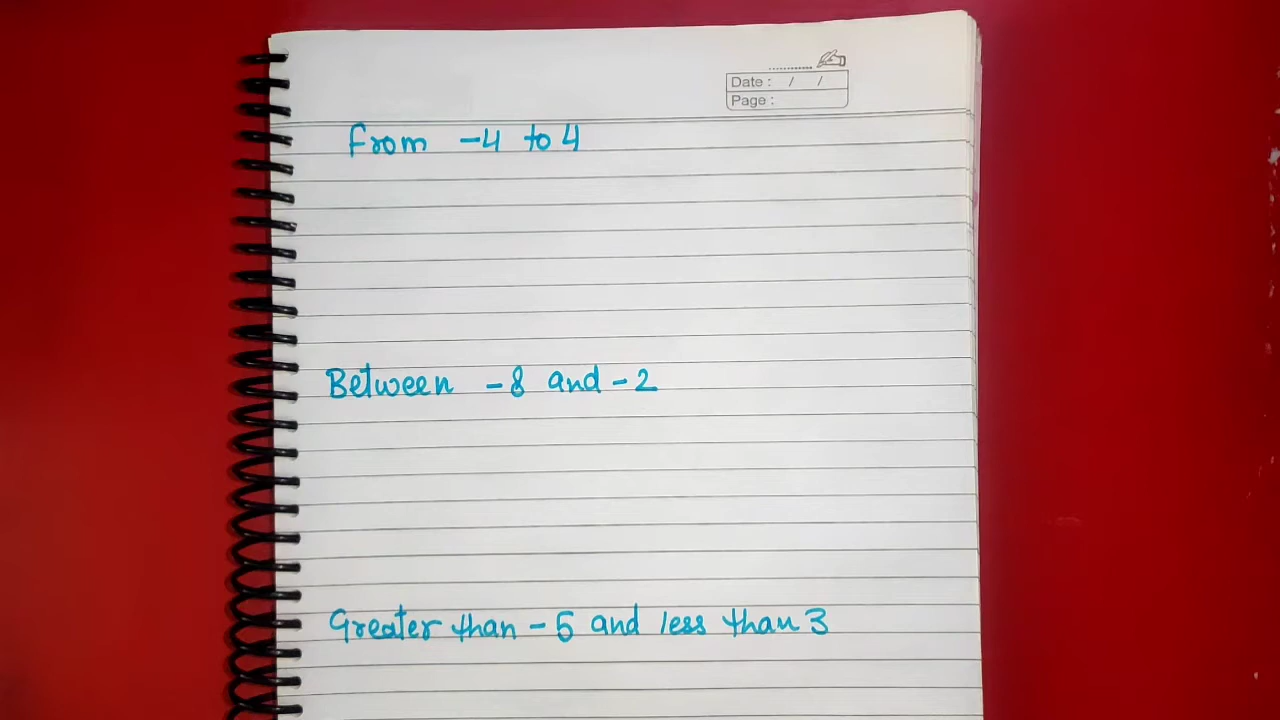 Date : / /
Page :
From -4 to 4
Between -8 and -2
Greater than -5 and less than 3